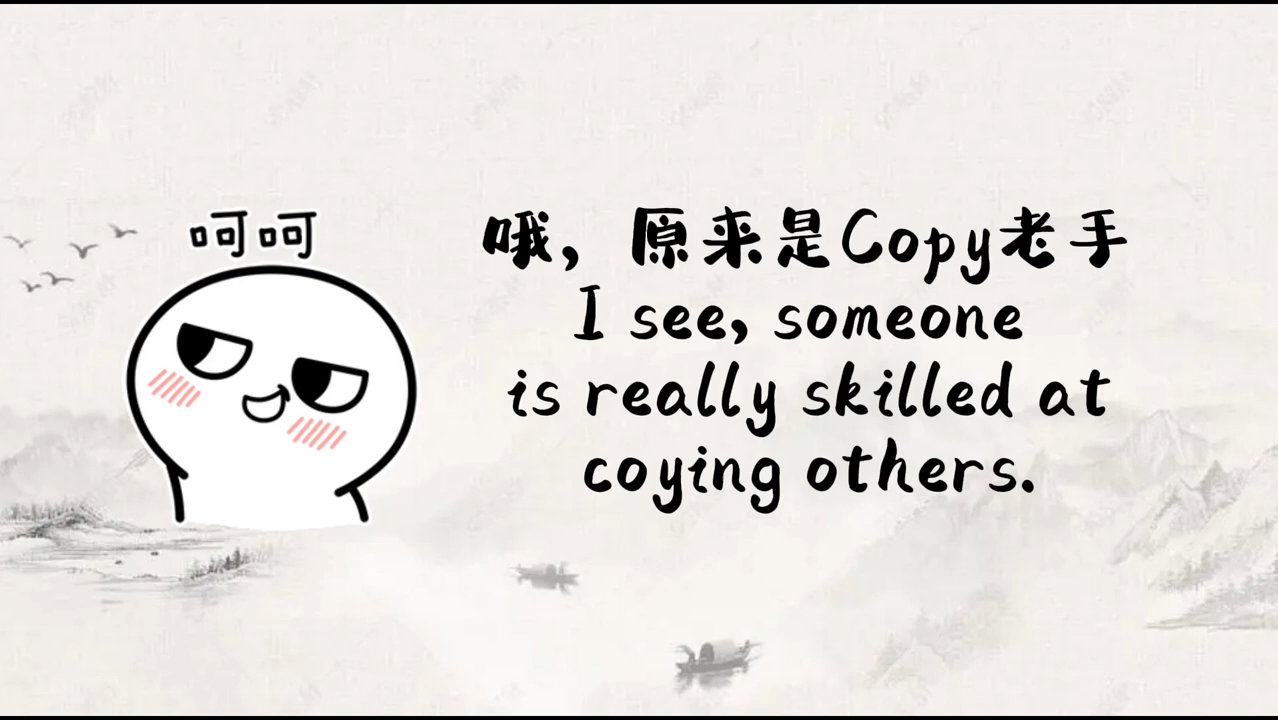 呵呵
哦，原来是Copy老手
I see, someone
is really skilled at
coying others.